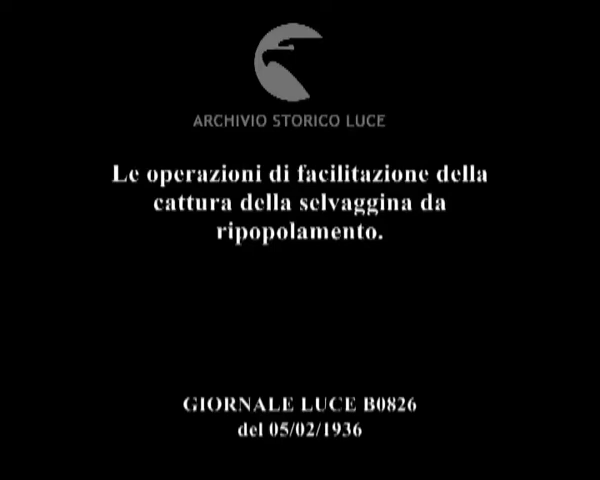 ARCHIVIO STORICO LUCE
Le operazioni di facilitazione della
cattura della selvaggina da
ripopolamento.
GIORNALE LUCE B0826
del 05/02/1936